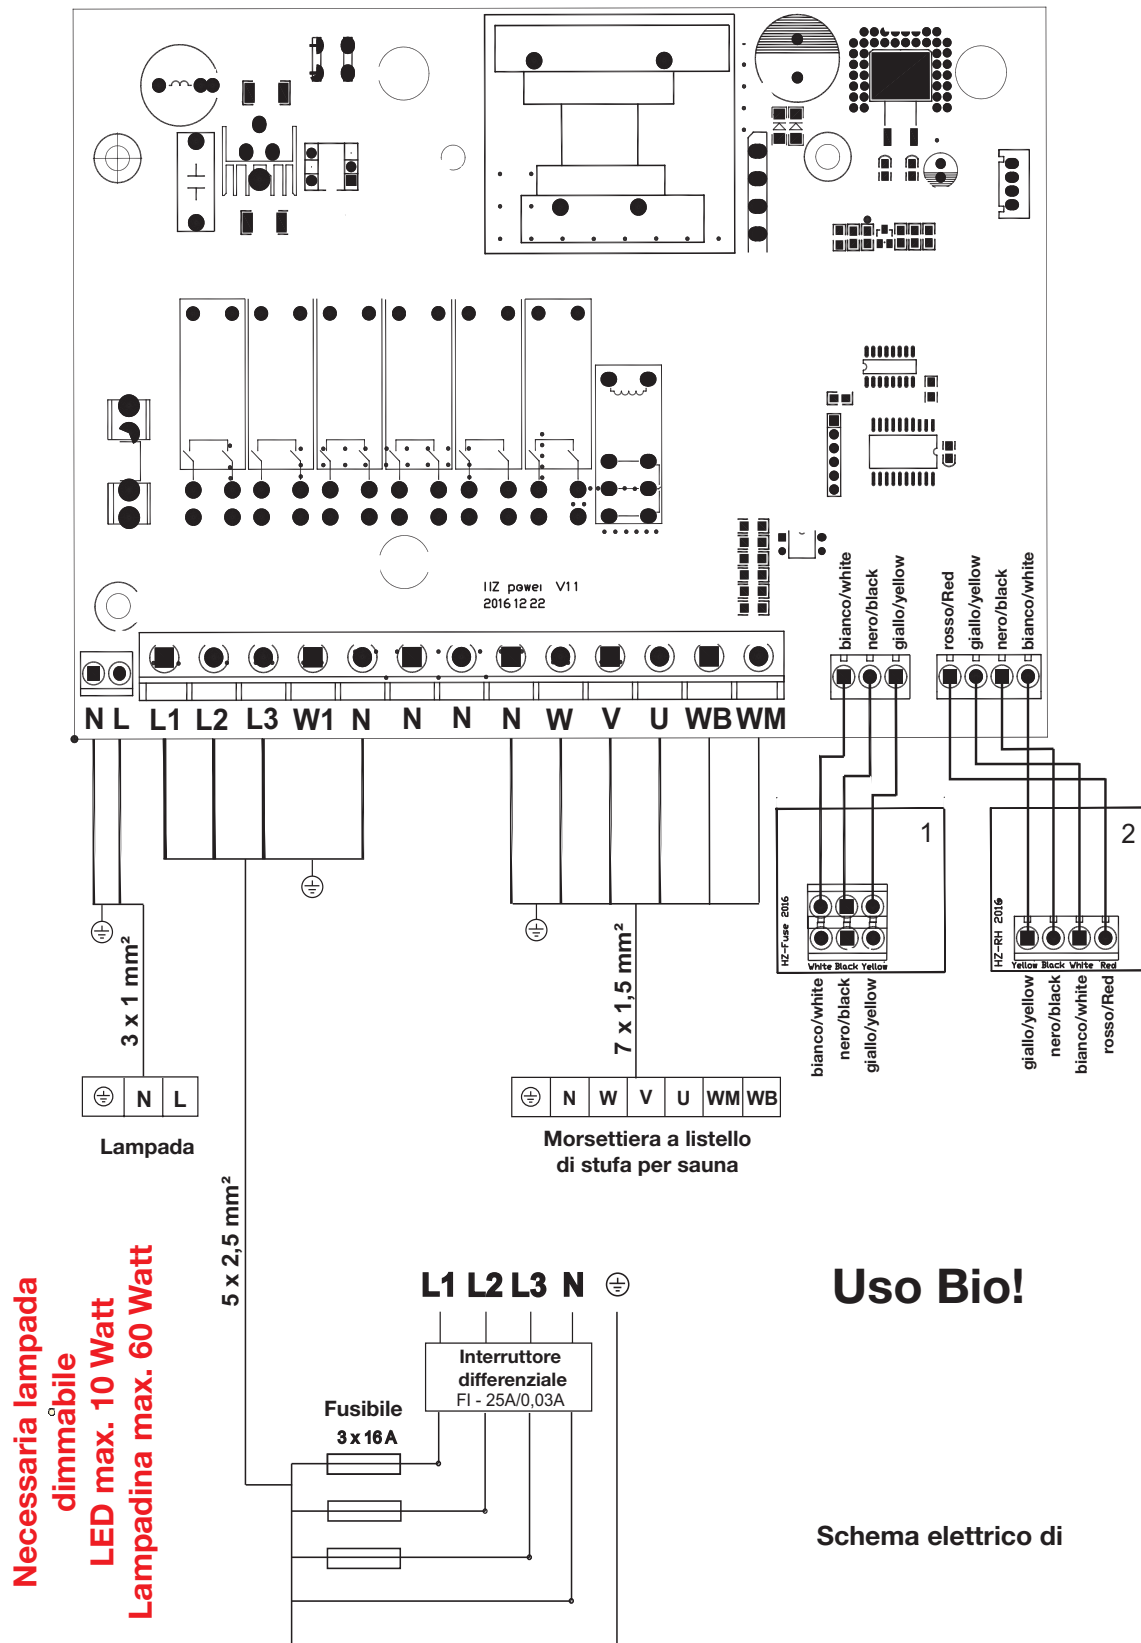 IIZ power V11
2016 12 22
bianco/white
nero/black
giallo/yellow
rosso/Red
giallo/yellow
nero/black
bianco/white
N L L1 L2 L3 W1 N N N N W V U WB WM
1
2
HZ-Fuse 2016
White Black Yellow
HZ-RH 2016
Yellow Black White Red
bianco/white
nero/black
giallo/yellow
giallo/yellow
nero/black
bianco/white
rosso/Red
3 x 1 mm²
7 x 1,5 mm²
N L
Lampada
N W V U WM WB
Morsettiera a listello
di stufa per sauna
5 x 2,5 mm²
L1 L2 L3 N
Interruttore
differenziale
FI - 25A/0,03A
Fusibile
3 x 16 A
Uso Bio!
Necessaria lampada
dimmabile
LED max. 10 Watt
Lampadina max. 60 Watt
Schema elettrico di